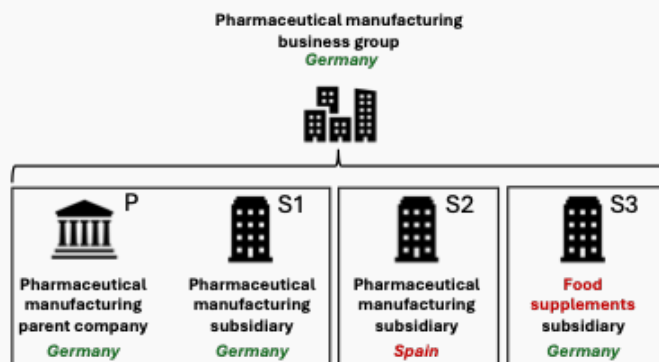 Pharmaceutical manufacturing
business group
Germany
P
S1
S2
S3
Pharmaceutical
manufacturing
parent company
Germany
Pharmaceutical
manufacturing
subsidiary
Germany
Pharmaceutical
manufacturing
subsidiary
Spain
Food
supplements
subsidiary
Germany